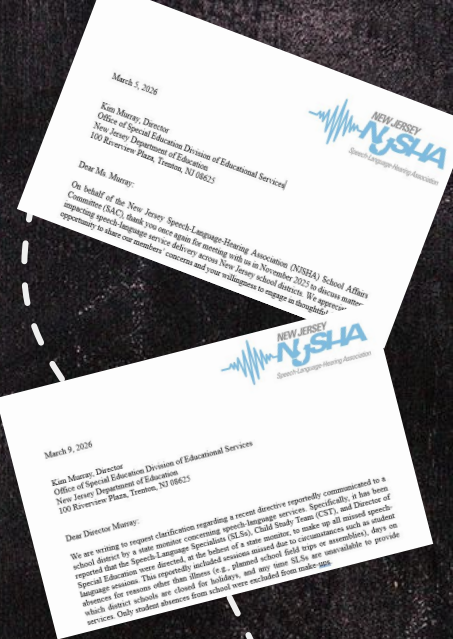 March 5, 2026
NEW JERSEY
NJSHA
Speech-Language-Hearing Association
Kim Murray, Director
Office of Special Education Division of Educational Services
New Jersey Department of Education
100 Riverview Plaza, Trenton, NJ 08625
Dear Ms. Murray:
On behalf of the New Jersey Speech-Language-Hearing Association (NJSHA) School Affairs
Committee (SAC), thank you once again for meeting with us in November 2025 to discuss matters
impacting speech-language service delivery across New Jersey school districts. We
opportunity to share our members' concerns and your willingness to engage in
NEW JERSEY
NJSHA
Speech-Language-Hearing Association
March 9, 2026
Kim Murray, Director
Office of Special Education Division of Educational Services
New Jersey Department of Education
100 Riverview Plaza, Trenton, NJ 08625
Dear Director Murray:
We are writing to request clarification regarding a recent directive reportedly communicated to a
school district by a state monitor concerning speech-language services. Specifically, it has been
reported that the Speech-Language Specialists (SLSs), Child Study Team (CST), and Director of
Special Education were directed, at the behest of a state monitor, to make up all missed speech-
language sessions. This reportedly included sessions missed due to circumstances such as student
absences for reasons other than illness (e.g., planned school field trips or assemblies), days on
which district schools are closed for holidays, and any time SLSs are unavailable to provide
services. Only student absences from school were excluded from make-ups.